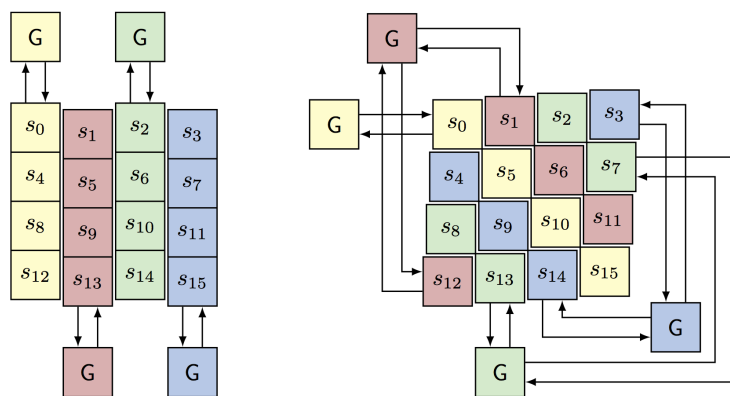 G G
s0 s1 s2 s3
s4 s5 s6 s7
s8 s9 s10 s11
s12 s13 s14 s15
G G
G
G
s0 s1 s2 s3
s4 s5 s6 s7
s8 s9 s10 s11
s12 s13 s14 s15
G
G